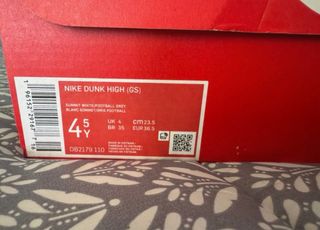 NIKE DUNK HIGH (GS)
SUMMIT WHITE/FOOTBALL GREY
BLANC SOMMET/GRIS FOOTBALL
4.5Y
UK 4
cm 23.5
BR 35
EUR 36.5
DB2179 110